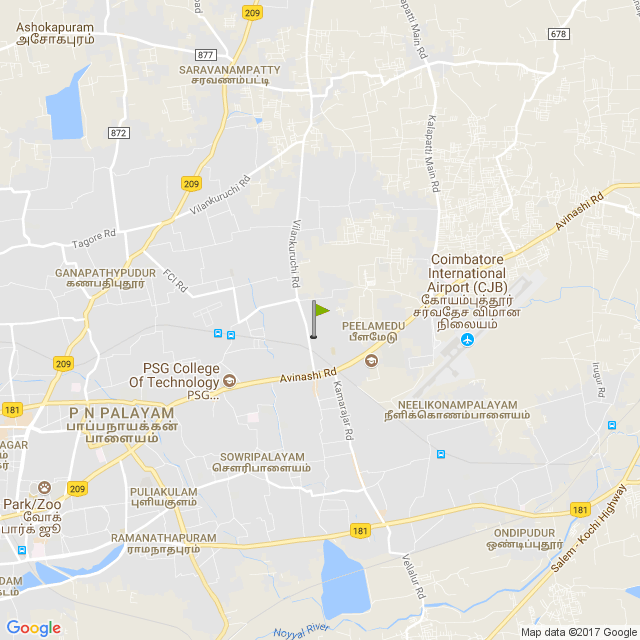 Ashokapuram
அசோகபுரம்
209
877
678
SARAVANAMPATTY
சரவணம்பட்டி
Kalapatti Main Rd
872
Kalapatti Main Rd
209
Vilankuruchi Rd
Avinashi Rd
Vilankuruchi Rd
Tagore Rd
Coimbatore
International
Airport (CJB)
கோயம்புத்தூர்
சர்வதேச விமான
நிலையம்
GANAPATHYPUDUR
கணபதிபுதூர்
FCI Rd
PEELAMEDU
பீளமேடு
209
PSG College
Of Technology
PSG...
Avinashi Rd
Irugur Rd
181
P N PALAYAM
பாப்பநாயக்கன்
பாளையம்
Kamarajar Rd
NEELIKONAMPALAYAM
நீளிக்கொணம்பாளையம்
NAGAR
SOWRIPALAYAM
சௌரிபாளையம்
Park/Zoo
வோக்
பார்க் ஜூ
209
PULIAKULAM
புளியகுளம்
181
181
RAMANATHAPURAM
ராமநாதபுரம்
ONDIPUDUR
ஒண்டிப்புதூர்
Salem - Kochi Highway
Vellalur Rd
Noyyal River
Google
Map data ©2017 Google